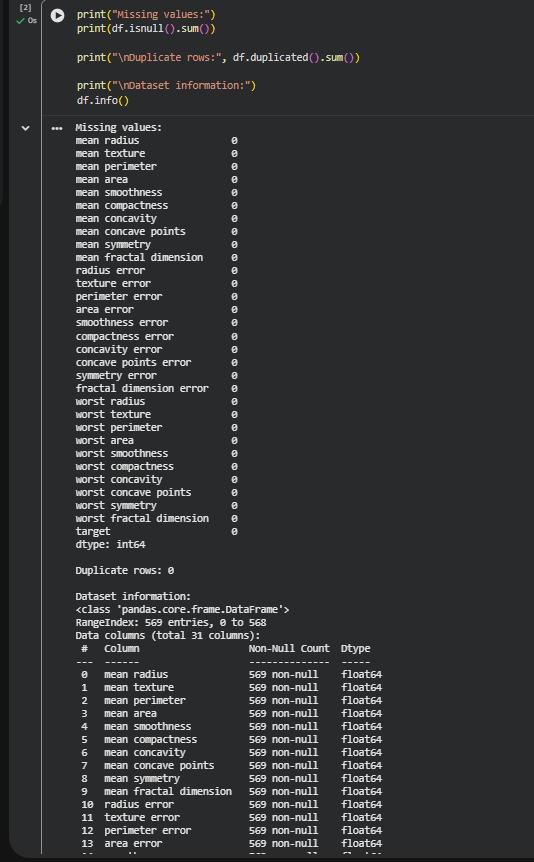 [2]
0s
print("Missing values:")
print(df.isnull().sum())
print("\nDuplicate rows:", df.duplicated().sum())
print("\nDataset information:")
df.info()
Missing values:
mean radius 0
mean texture 0
mean perimeter 0
mean area 0
mean smoothness 0
mean compactness 0
mean concavity 0
mean concave points 0
mean symmetry 0
mean fractal dimension 0
radius error 0
texture error 0
perimeter error 0
area error 0
smoothness error 0
compactness error 0
concavity error 0
concave points error 0
symmetry error 0
fractal dimension error 0
worst radius 0
worst texture 0
worst perimeter 0
worst area 0
worst smoothness 0
worst compactness 0
worst concavity 0
worst concave points 0
worst symmetry 0
worst fractal dimension 0
target 0
dtype: int64
Duplicate rows: 0
Dataset information:
<class 'pandas.core.frame.DataFrame'>
RangeIndex: 569 entries, 0 to 568
Data columns (total 31 columns):
# Column Non-Null Count Dtype
--- ------ -------------- -----
0 mean radius 569 non-null float64
1 mean texture 569 non-null float64
2 mean perimeter 569 non-null float64
3 mean area 569 non-null float64
4 mean smoothness 569 non-null float64
5 mean compactness 569 non-null float64
6 mean concavity 569 non-null float64
7 mean concave points 569 non-null float64
8 mean symmetry 569 non-null float64
9 mean fractal dimension 569 non-null float64
10 radius error 569 non-null float64
11 texture error 569 non-null float64
12 perimeter error 569 non-null float64
13 area error 569 non-null float64